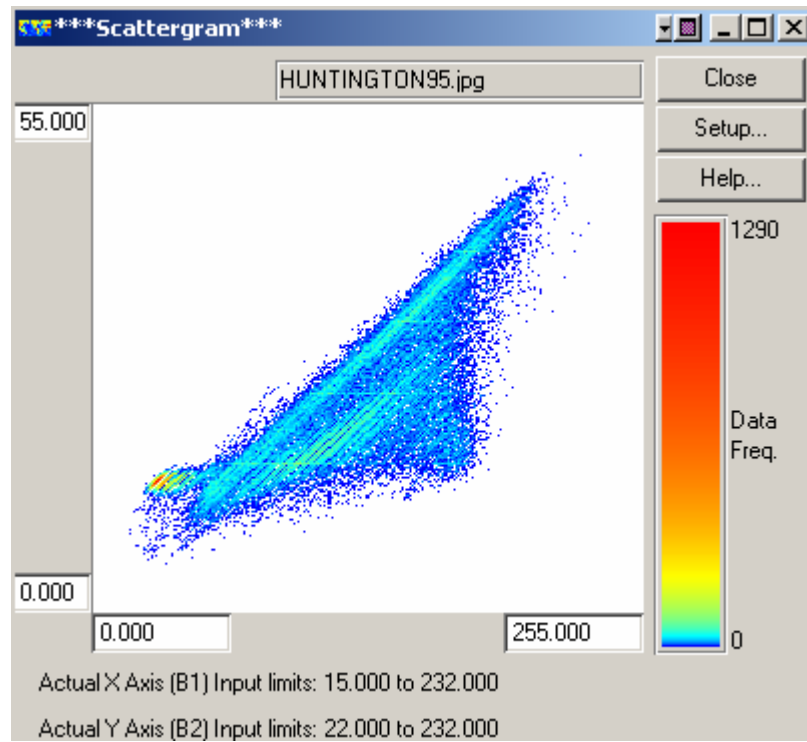 ***Scattergram***
HUNTINGTON95.jpg
Close
55.000
Setup...
Help...
1290
Data
Freq.
0.000
0
0.000
255.000
Actual X Axis (B1) Input limits: 15.000 to 232.000
Actual Y Axis (B2) Input limits: 22.000 to 232.000